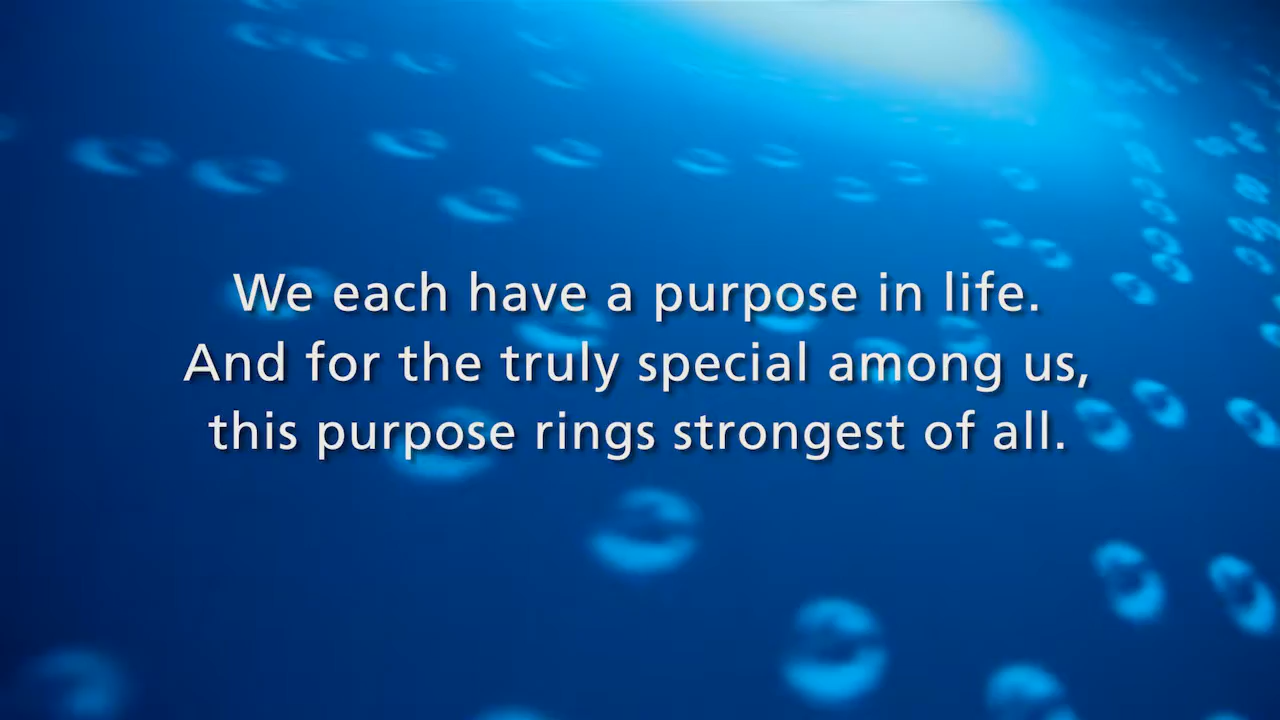 We each have a purpose in life.
And for the truly special among us,
this purpose rings strongest of all.